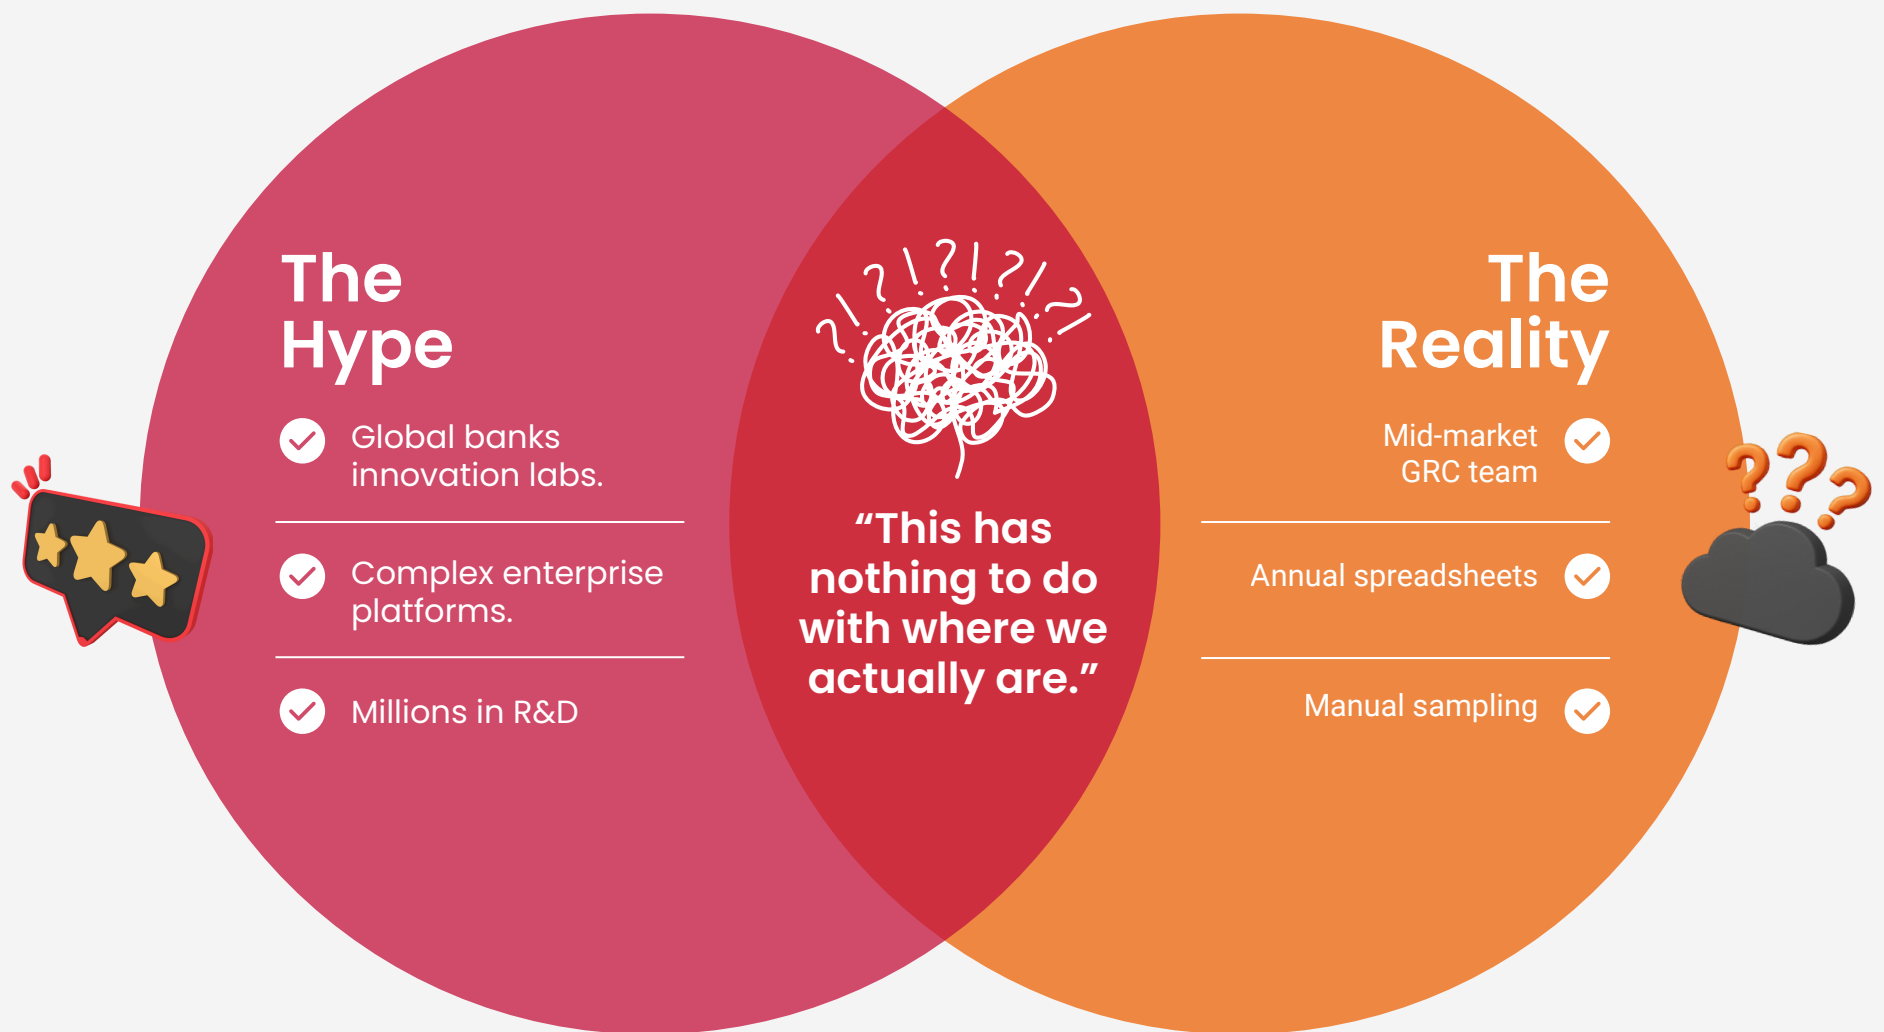 The
Hype
Global banks
innovation labs.
Complex enterprise
platforms.
Millions in R&D
? ! ? ! ? ! ? ! ? !
“This has
nothing to do
with where we
actually are.”
The
Reality
Mid-market
GRC team
Annual spreadsheets
Manual sampling
???